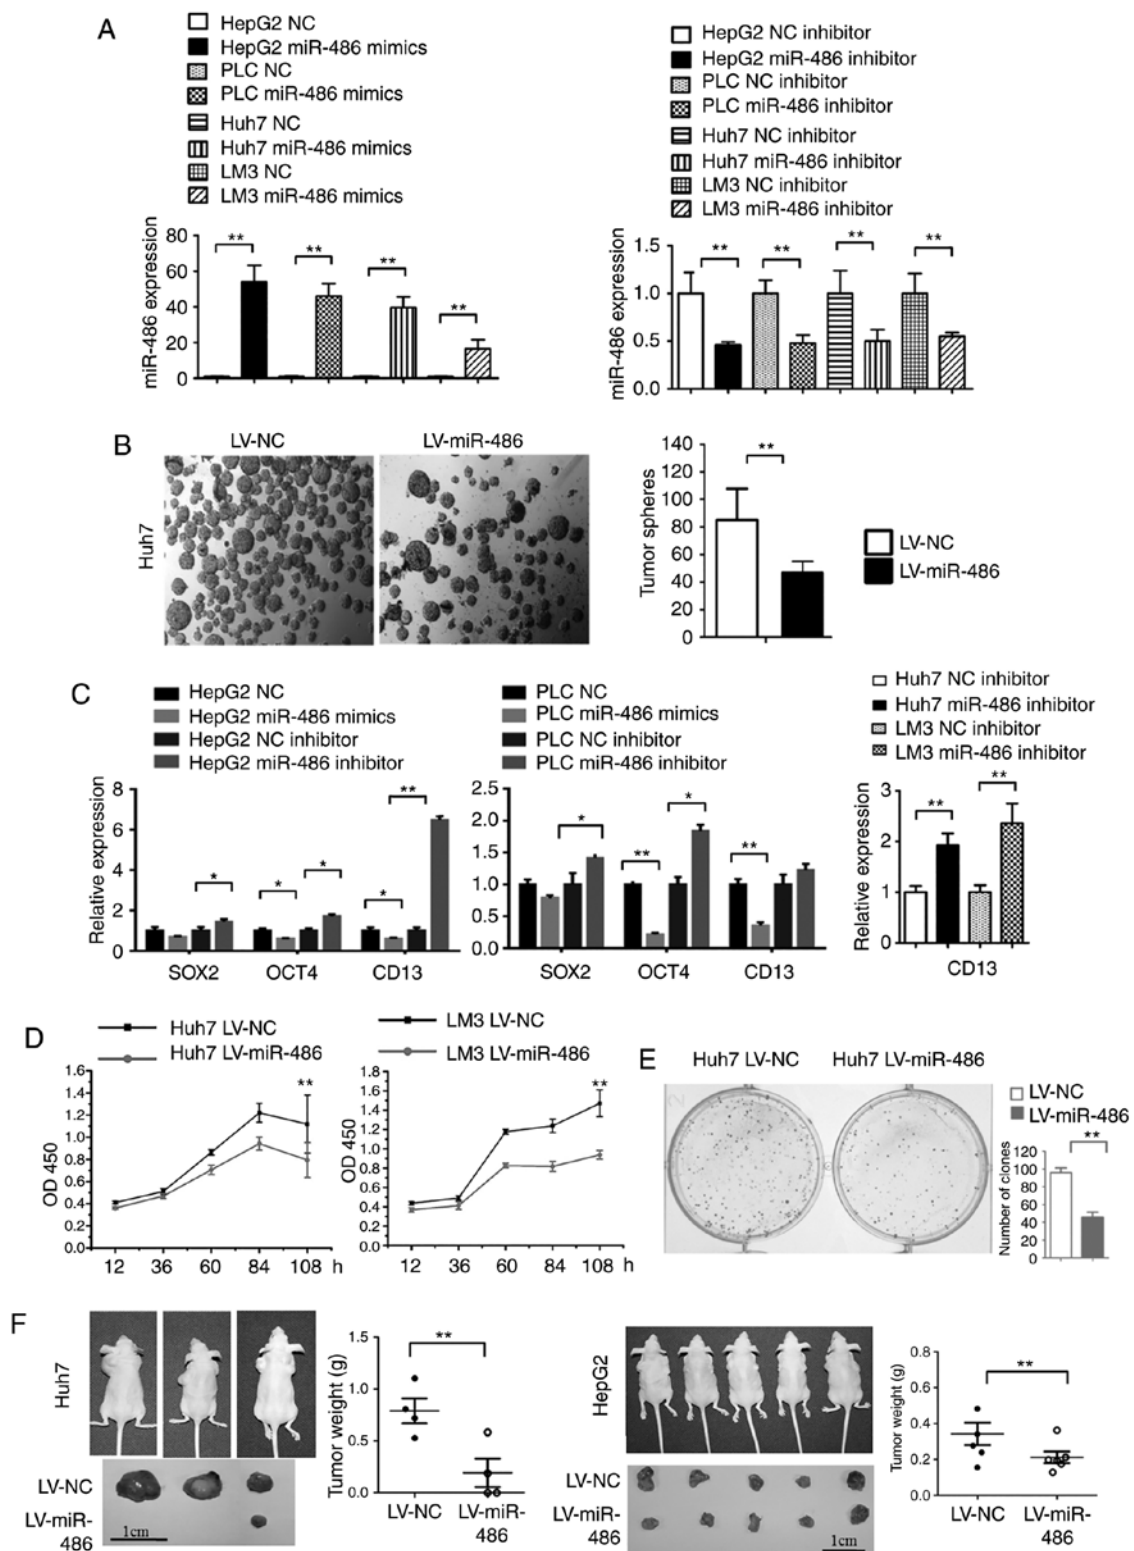 A
HepG2 NC
HepG2 miR-486 mimics
PLC NC
PLC miR-486 mimics
Huh7 NC
Huh7 miR-486 mimics
LM3 NC
LM3 miR-486 mimics
miR-486 expression
80
60
40
20
0
**
**
**
**
HepG2 NC inhibitor
HepG2 miR-486 inhibitor
PLC NC inhibitor
PLC miR-486 inhibitor
Huh7 NC inhibitor
Huh7 miR-486 inhibitor
LM3 NC inhibitor
LM3 miR-486 inhibitor
miR-486 expression
1.5
1.0
0.5
0.0
**
**
**
**
B
LV-NC
LV-miR-486
Huh7
Tumor spheres
140
120
100
80
60
40
20
0
**
LV-NC
LV-miR-486
C
HepG2 NC
HepG2 miR-486 mimics
HepG2 NC inhibitor
HepG2 miR-486 inhibitor
Relative expression
8
6
4
2
0
*
*
*
*
**
SOX2 OCT4 CD13
PLC NC
PLC miR-486 mimics
PLC NC inhibitor
PLC miR-486 inhibitor
2.5
2.0
1.5
1.0
0.5
0.0
*
**
*
**
SOX2 OCT4 CD13
Huh7 NC inhibitor
Huh7 miR-486 inhibitor
LM3 NC inhibitor
LM3 miR-486 inhibitor
Relative expression
3
2
1
0
**
**
CD13
D
Huh7 LV-NC
Huh7 LV-miR-486
OD 450
1.6
1.4
1.2
1.0
0.8
0.6
0.4
0.2
0.0
**
12 36 60 84 108 h
LM3 LV-NC
LM3 LV-miR-486
OD 450
1.8
1.6
1.4
1.2
1.0
0.8
0.6
0.4
0.2
0.0
**
12 36 60 84 108 h
E
Huh7 LV-NC Huh7 LV-miR-486
LV-NC
LV-miR-486
Number of clones
120
100
80
60
40
20
0
**
F
Huh7
LV-NC
LV-miR-
486
1cm
Tumor weight (g)
1.5
1.0
0.5
0.0
**
LV-NC LV-miR-
486
HepG2
LV-NC
LV-miR-
486
1cm
Tumor weight (g)
0.8
0.6
0.4
0.2
0.0
**
LV-NC LV-miR-
486